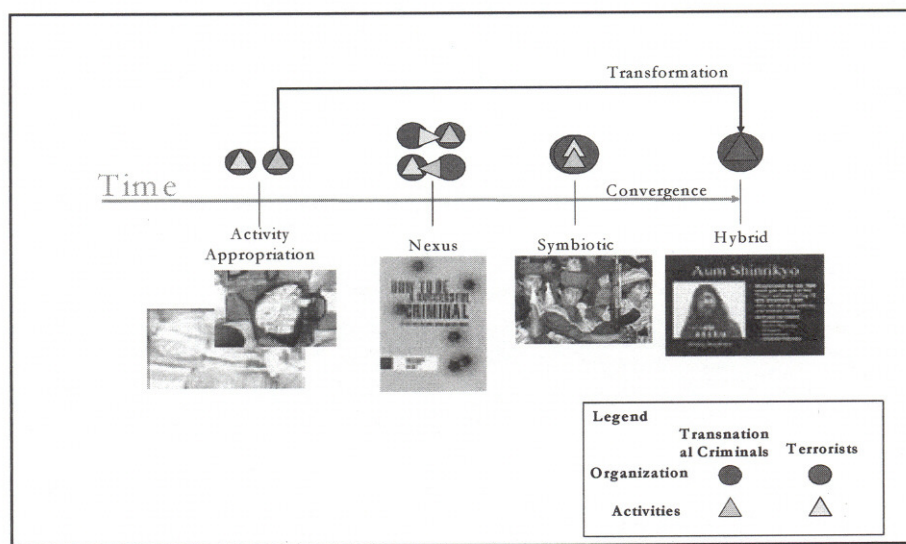 Transformation
Time
Convergence
Activity
Appropriation
Nexus
Symbiotic
Hybrid
HOW TO BE
A SUCCESSFUL
CRIMINAL
Aum Shinrikyo
Legend
Transnation
al Criminals
Terrorists
Organization
Activities